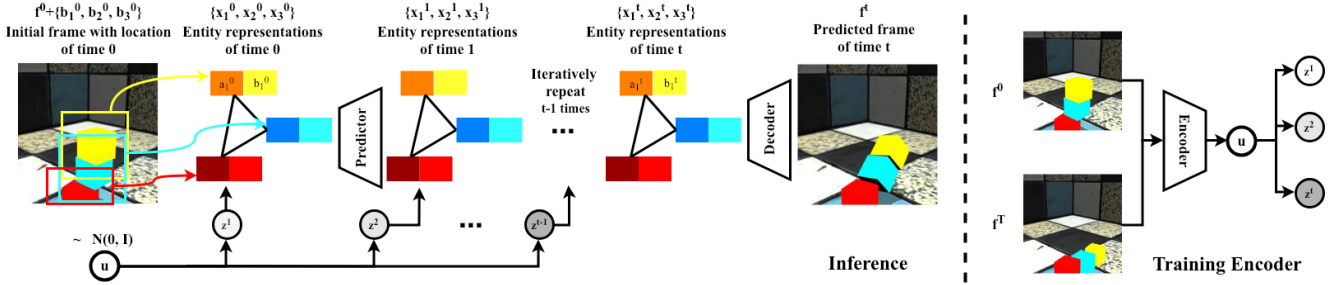 f⁰+{b₁⁰, b₂⁰, b₃⁰}
Initial frame with location
of time 0
{x₁⁰, x₂⁰, x₃⁰}
Entity representations
of time 0
{x₁¹, x₂¹, x₃¹}
Entity representations
of time 1
{x₁ᵗ, x₂ᵗ, x₃ᵗ}
Entity representations
of time t
fᵗ
Predicted frame
of time t
a₁⁰ b₁⁰
Predictor
Iteratively
repeat
t-1 times
...
a₁ᵗ b₁ᵗ
Decoder
z¹
z²
...
zᵗ⁻¹
~ N(0, I)
u
Inference
f⁰
fᵀ
Encoder
u
z¹
z²
zᵗ
Training Encoder